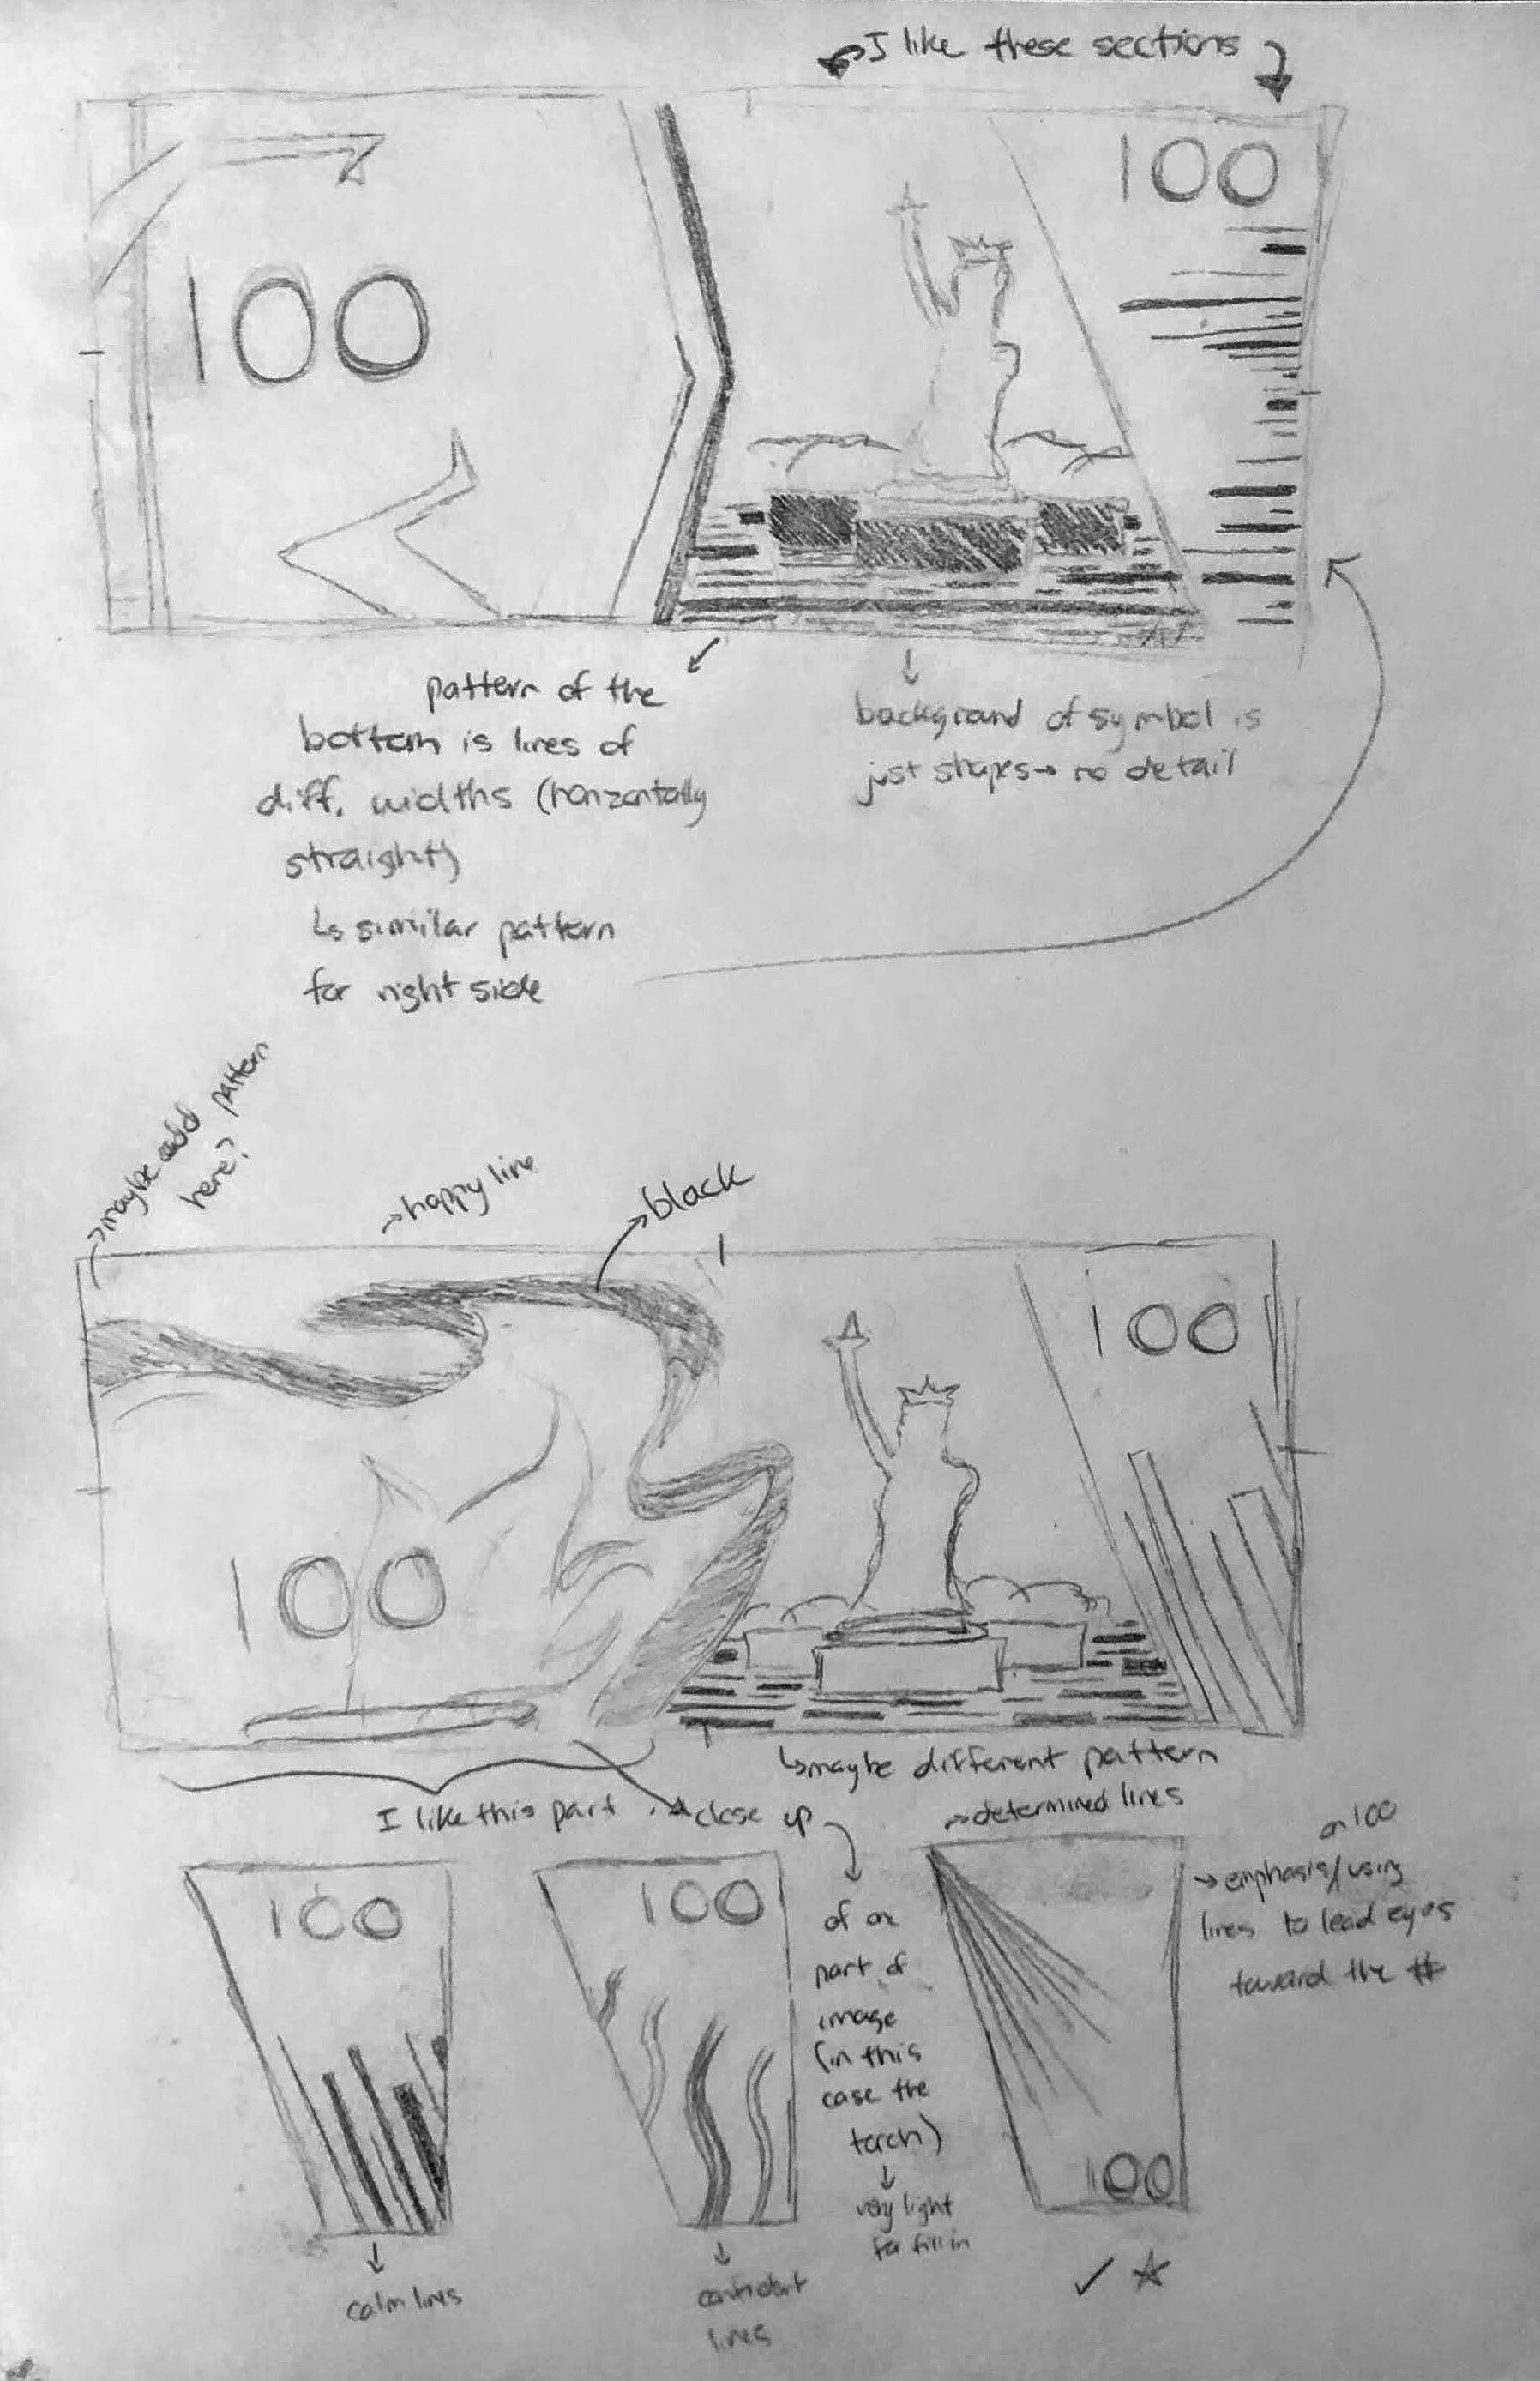 I like these sections
100
100
pattern of the
bottom is lines of
diff. widths (horizontally
straight)
↳ similar pattern
for right side
background of symbol is
just shapes → no detail
→ maybe add pattern
here?
→ happy line
→ black
100
100
I like this part
↳ maybe different pattern
close up
of one
part of
image
(in this
case the
torch)
↓
very light
for fill in
100
↓
calm lines
100
↓
confident
lines
→ determined lines
100
✓ ☆
on 100
→ emphasis/using
lines to lead eyes
toward the #